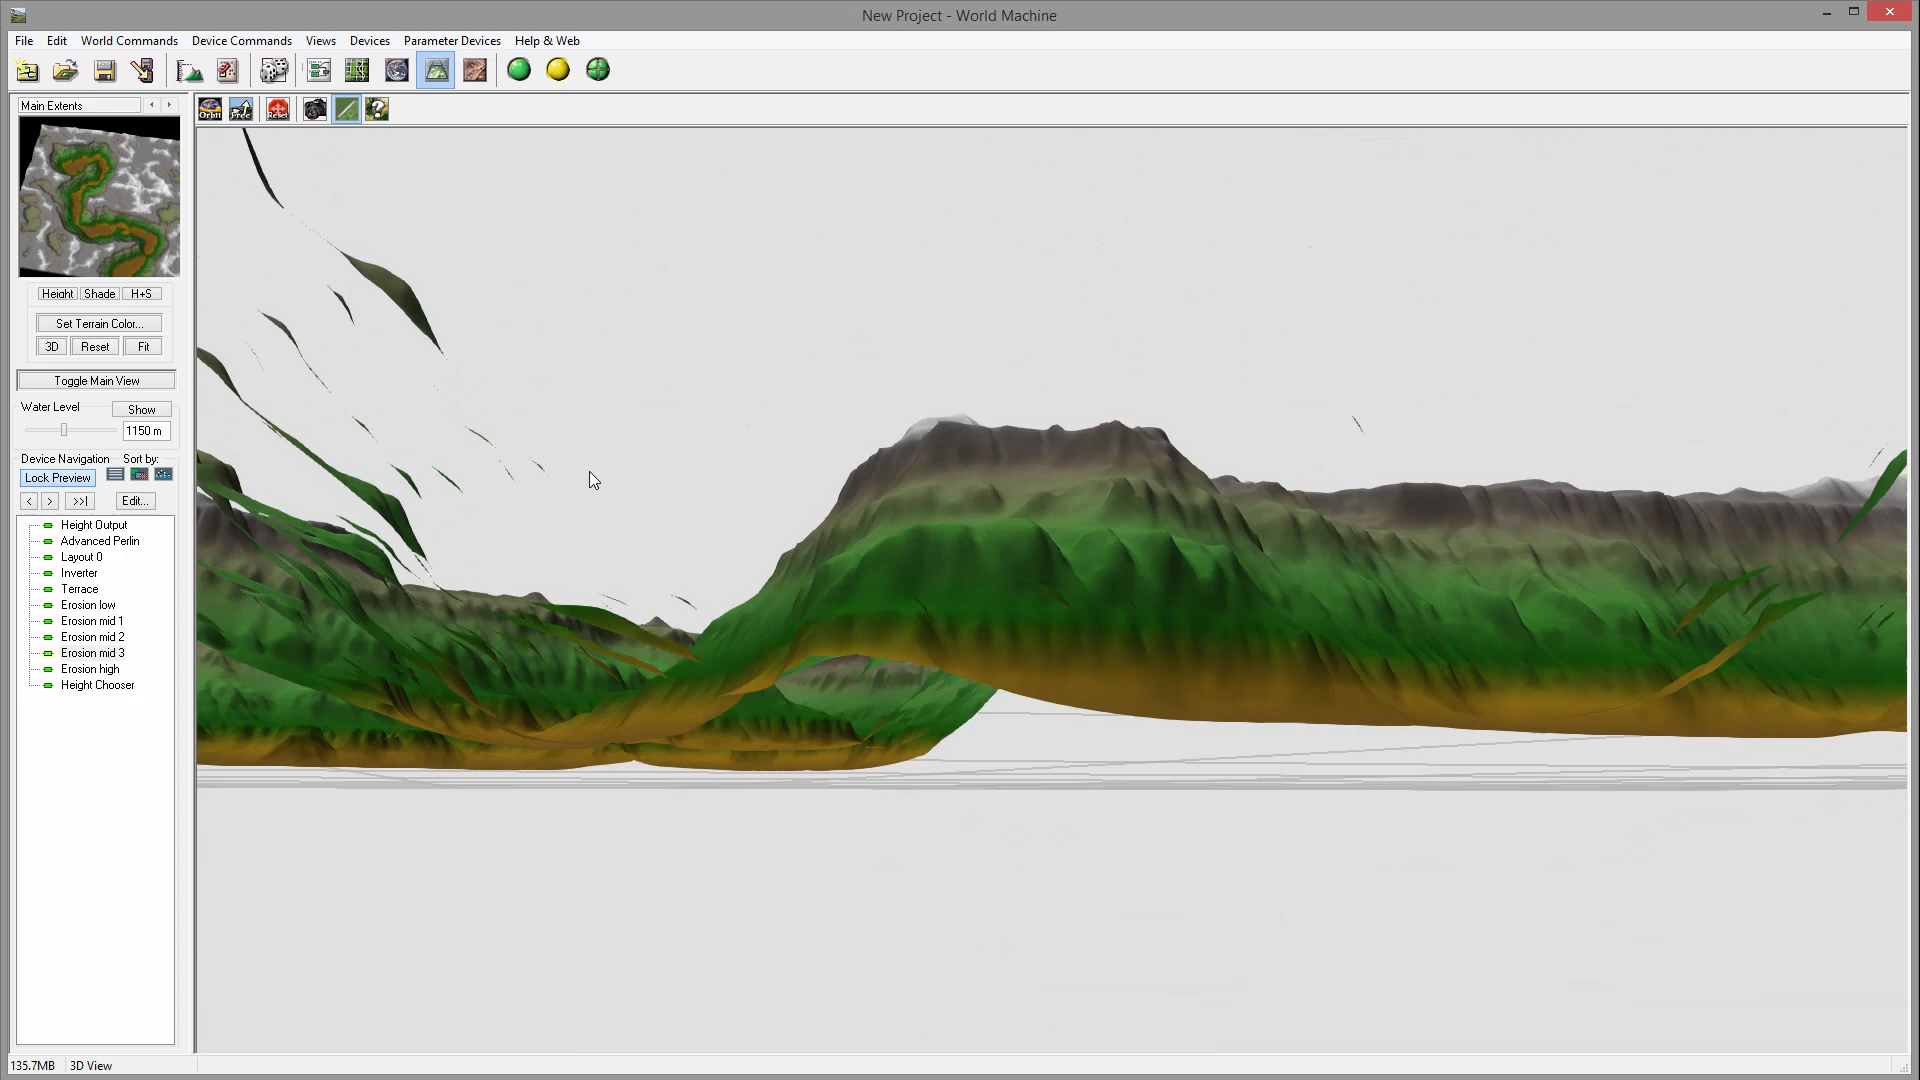 New Project - World Machine
File Edit World Commands Device Commands Views Devices Parameter Devices Help & Web
Main Extents
Orbit Free Reset
Height Shade H+S
Set Terrain Color...
3D Reset Fit
Toggle Main View
Water Level Show
1150 m
Device Navigation Sort by:
Lock Preview
< > >>| Edit...
Height Output
Advanced Perlin
Layout 0
Inverter
Terrace
Erosion low
Erosion mid 1
Erosion mid 2
Erosion mid 3
Erosion high
Height Chooser
135.7MB 3D View